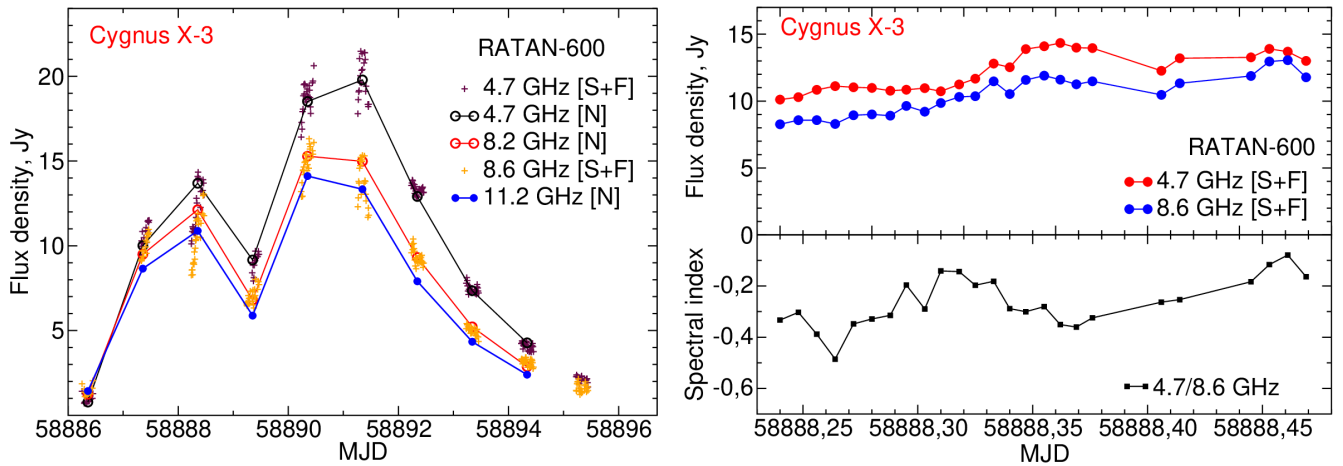 Cygnus X-3
RATAN-600
4.7 GHz [S+F]
4.7 GHz [N]
8.2 GHz [N]
8.6 GHz [S+F]
11.2 GHz [N]
Flux density, Jy
20
15
10
5
58886
58888
58890
58892
58894
58896
MJD
Cygnus X-3
RATAN-600
4.7 GHz [S+F]
8.6 GHz [S+F]
Flux density, Jy
15
10
5
0
Spectral index
-0,2
-0,4
-0,6
4.7/8.6 GHz
58888,25
58888,30
58888,35
58888,40
58888,45
MJD